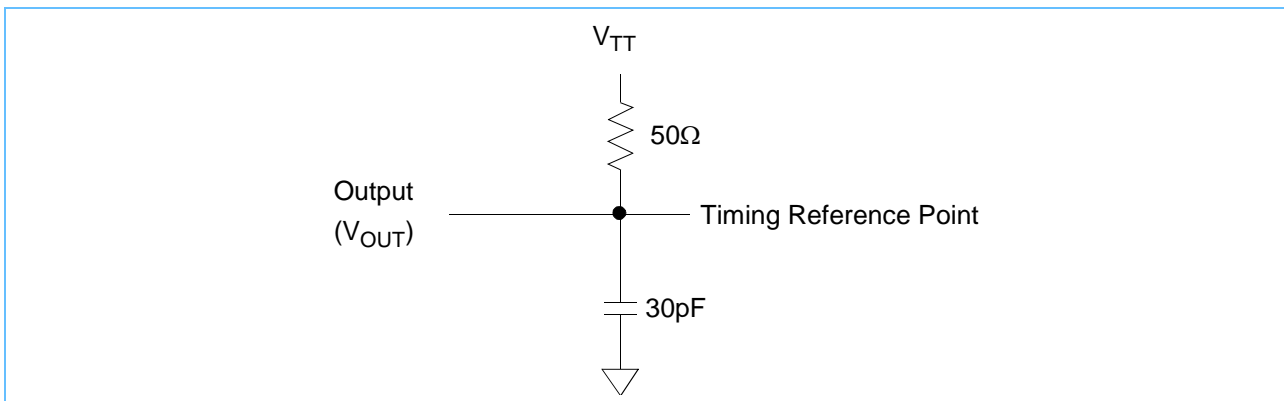 VTT
50Ω
Output
(VOUT)
Timing Reference Point
30pF